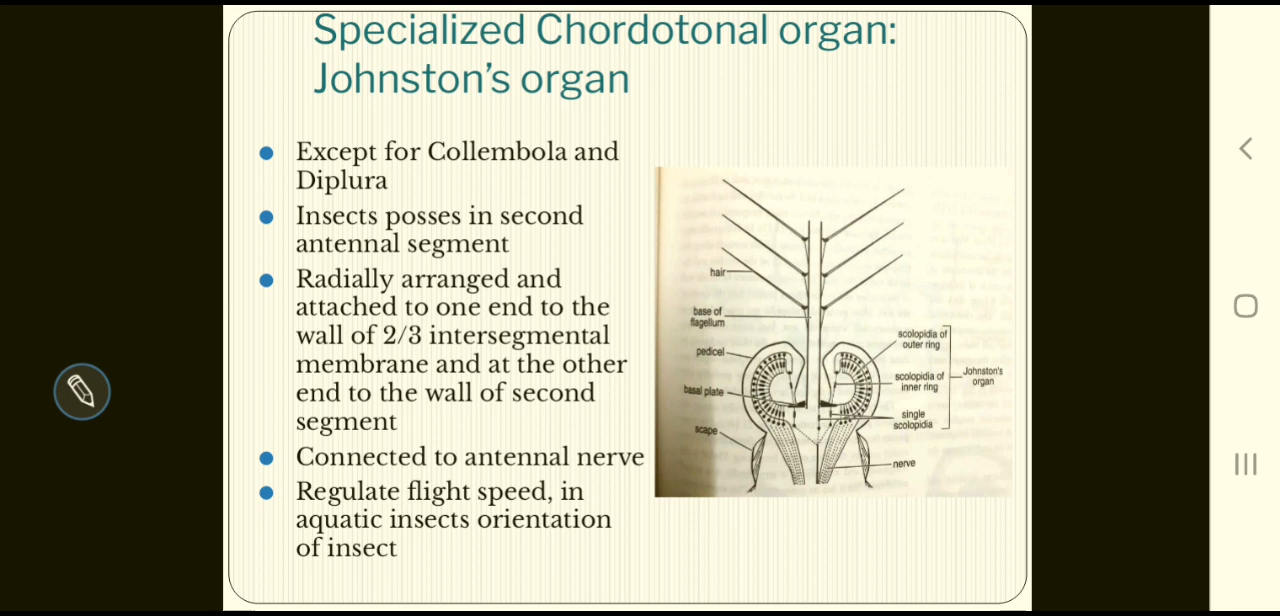 Specialized Chordotonal organ:
Johnston's organ
Except for Collembola and
Diplura
Insects posses in second
antennal segment
Radially arranged and
attached to one end to the
wall of 2/3 intersegmental
membrane and at the other
end to the wall of second
segment
Connected to antennal nerve
Regulate flight speed, in
aquatic insects orientation
of insect
hair
base of
flagellum
pedicel
basal plate
scape
scolopidia of
outer ring
scolopidia of
inner ring
Johnston's
organ
single
scolopidia
nerve